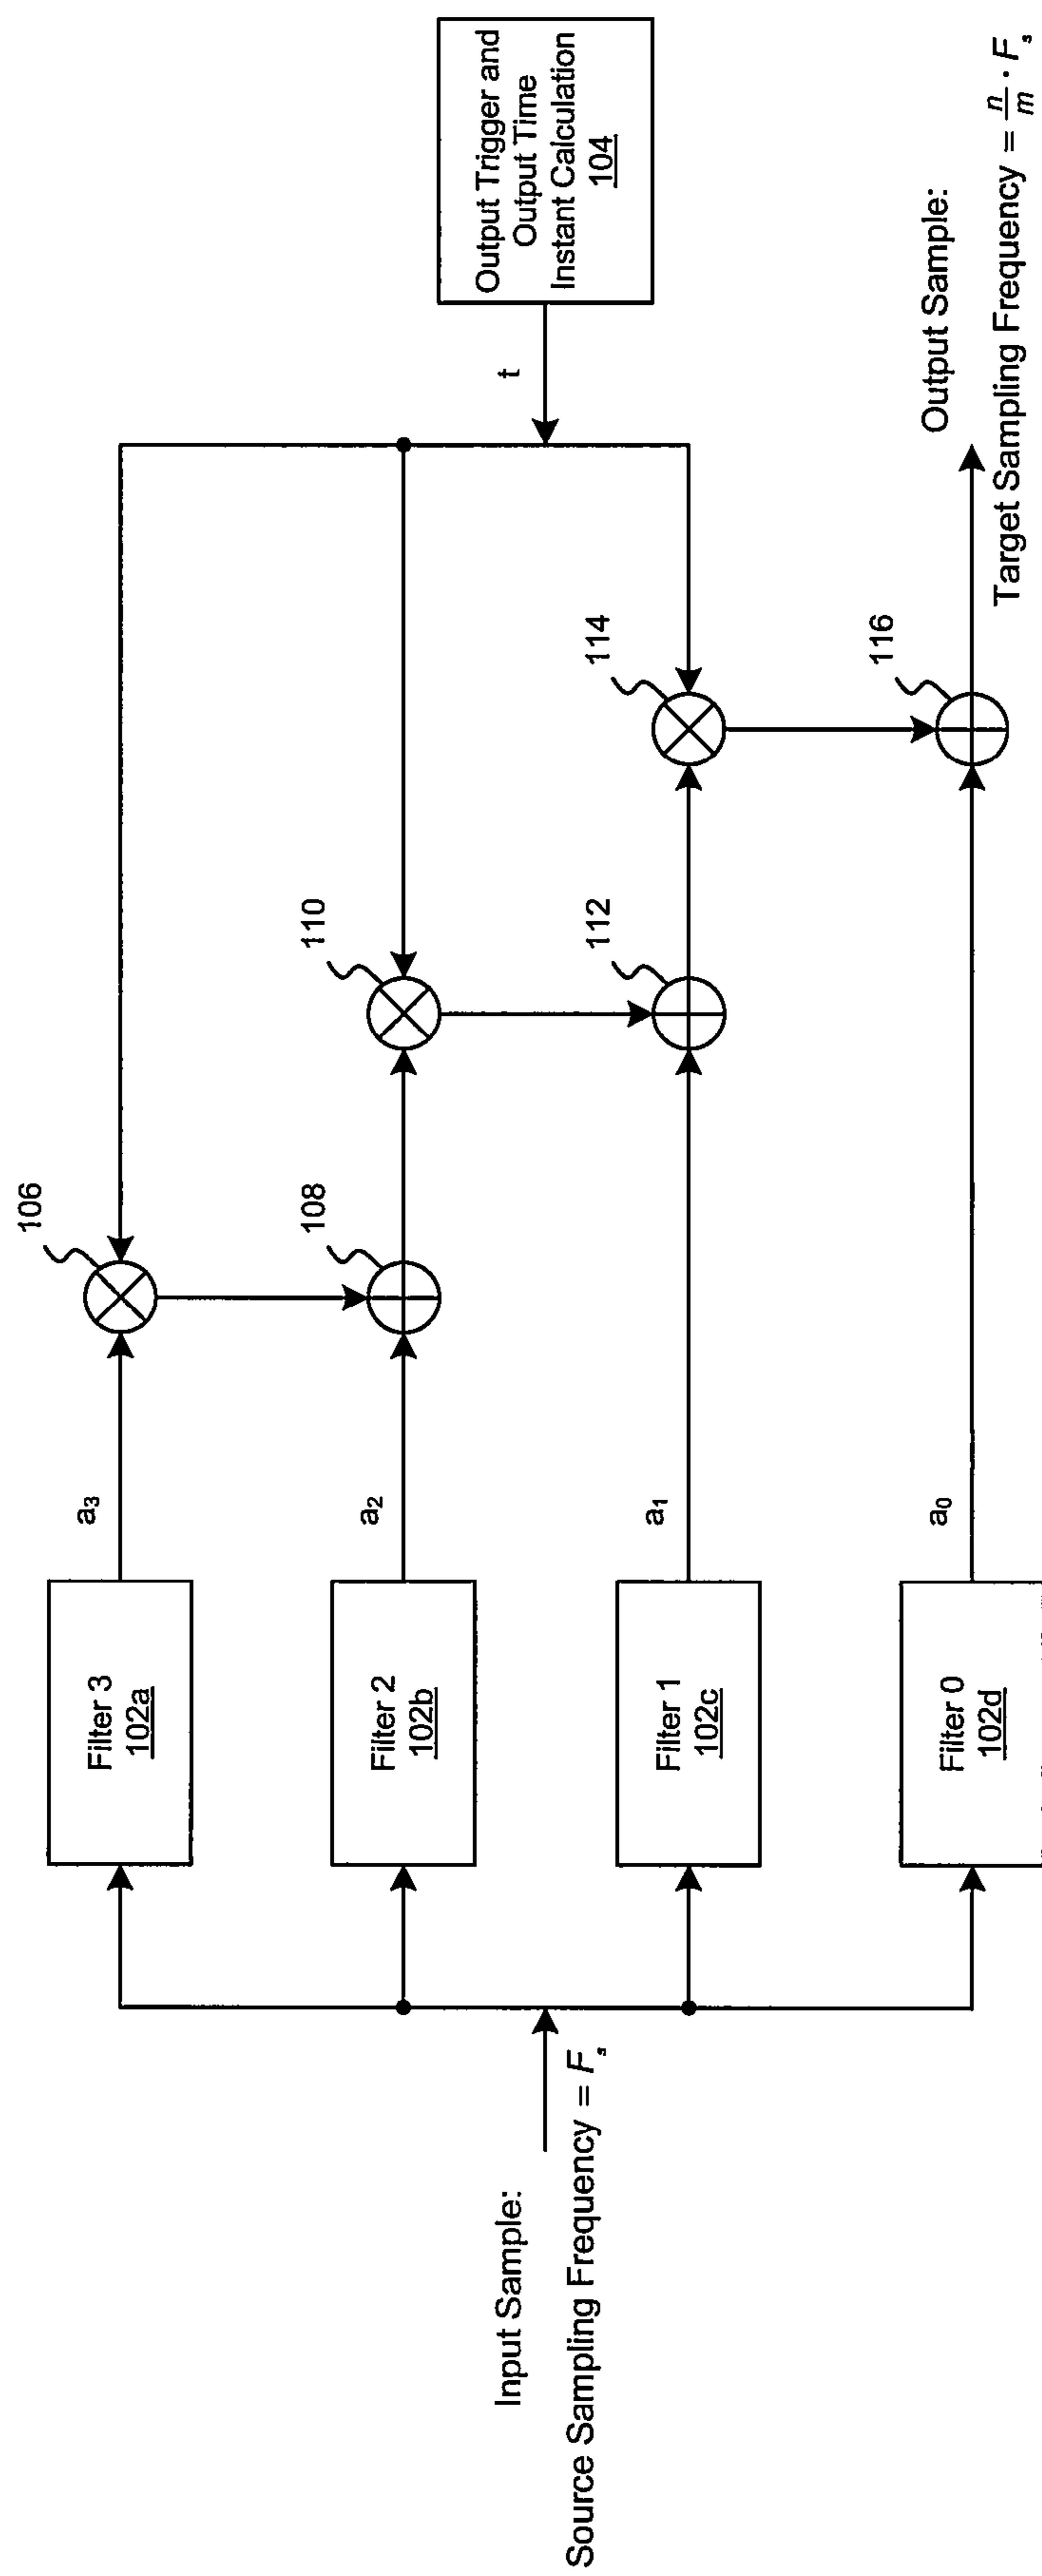 Input Sample:
Source Sampling Frequency = F_s
Filter 3
102a
Filter 2
102b
Filter 1
102c
Filter 0
102d
a3
a2
a1
a0
106
108
110
112
114
116
t
Output Trigger and
Output Time
Instant Calculation
104
Output Sample:
Target Sampling Frequency = n/m · F_s